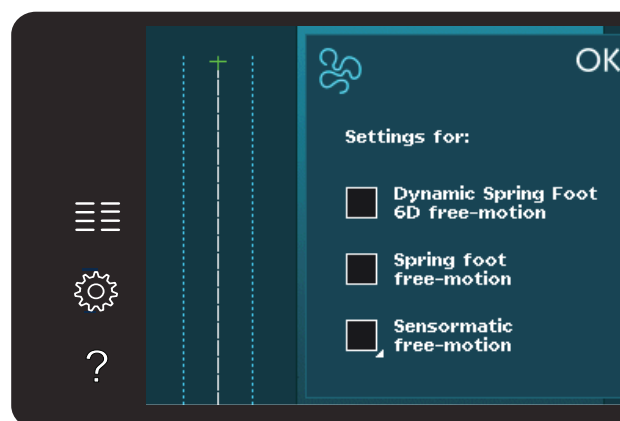 OK
Settings for:
Dynamic Spring Foot
6D free-motion
Spring foot
free-motion
Sensormatic
free-motion
?